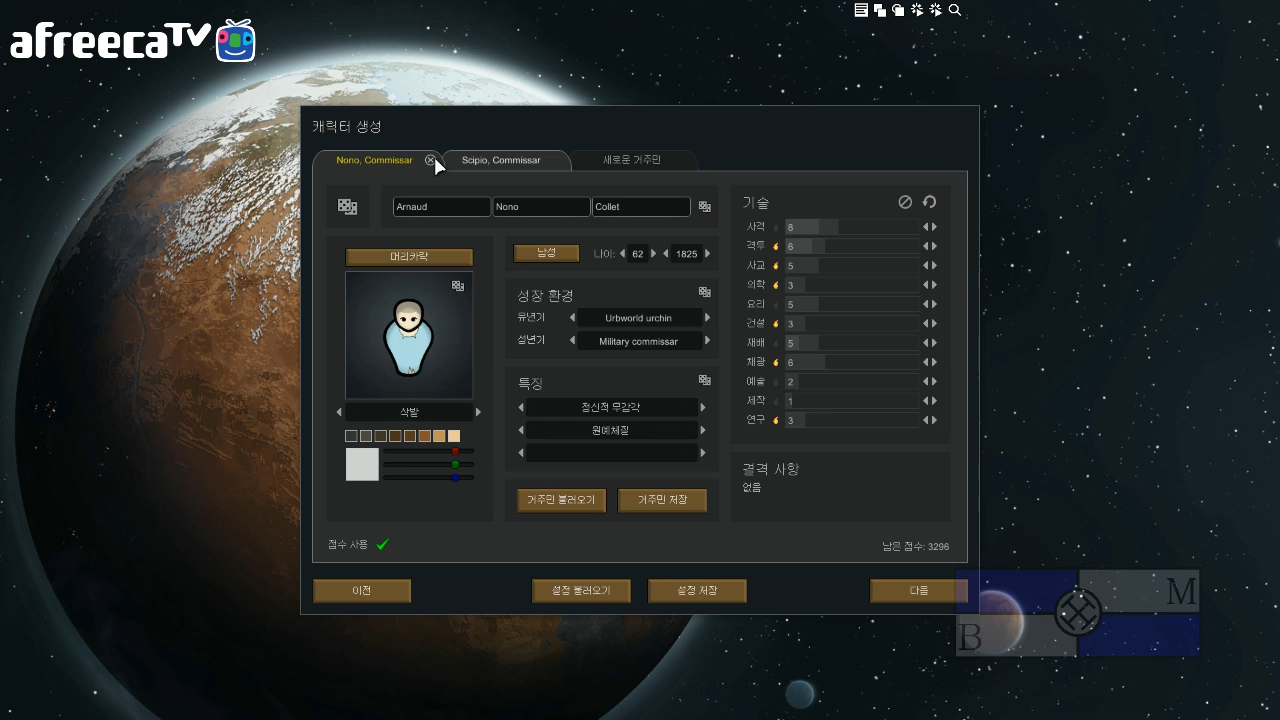 afreecaTV
캐릭터 생성
Nono, Commissar
Scipio, Commissar
새로운 거주민
Arnaud
Nono
Collet
머리카락
삭발
남성
나이:
62
1825
성장 환경
유년기
Urbworld urchin
성년기
Military commissar
특징
정신적 무감각
원예체질
거주민 불러오기
거주민 저장
기술
사격 8
격투 6
사교 5
의학 3
요리 5
건설 3
재배 5
채광 6
예술 2
제작 1
연구 3
결격 사항
없음
점수 사용
남은 점수: 3296
이전
설정 불러오기
설정 저장
다음
M
B